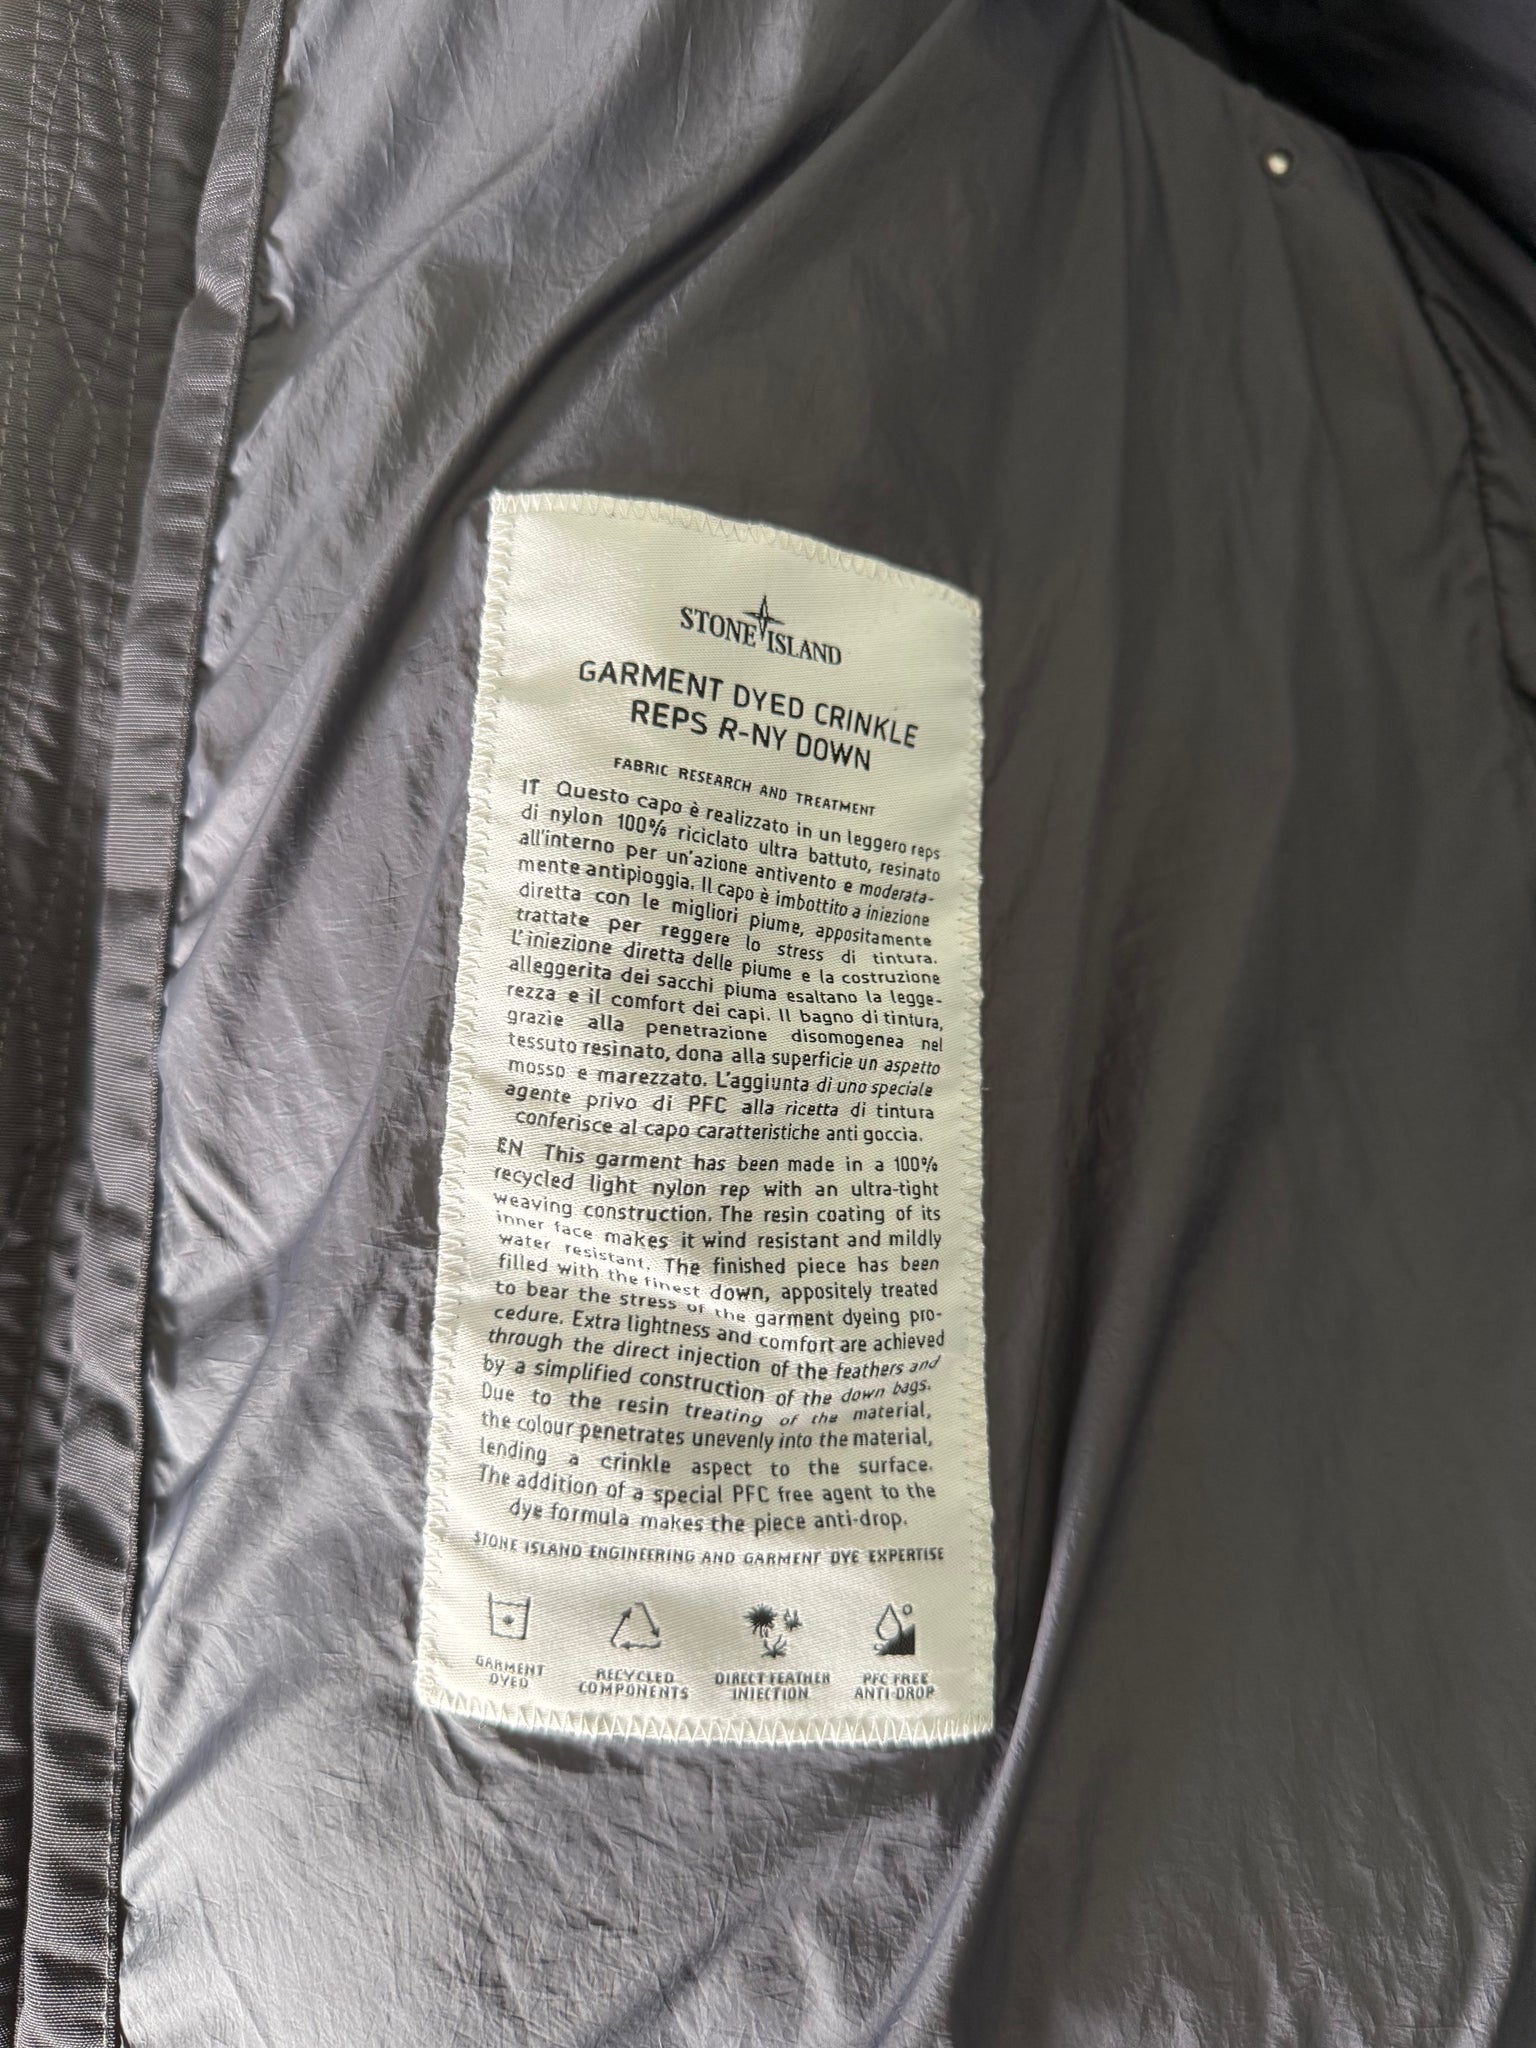 STONE ISLAND
GARMENT DYED CRINKLE
REPS R-NY DOWN
FABRIC RESEARCH AND TREATMENT
IT Questo capo è realizzato in un leggero reps
di nylon 100% riciclato ultra battuto, resinato
all'interno per un'azione antivento e moderata-
mente antipioggia. Il capo è imbottito a iniezione
diretta con le migliori piume, appositamente
trattate per reggere lo stress di tintura.
L'iniezione diretta delle piume e la costruzione
alleggerita dei sacchi piuma esaltano la legge-
rezza e il comfort dei capi. Il bagno di tintura,
grazie alla penetrazione disomogenea nel
tessuto resinato, dona alla superficie un aspetto
mosso e marezzato. L'aggiunta di uno speciale
agente privo di PFC alla ricetta di tintura
conferisce al capo caratteristiche anti goccia.
EN This garment has been made in a 100%
recycled light nylon rep with an ultra-tight
weaving construction. The resin coating of its
inner face makes it wind resistant and mildly
water resistant. The finished piece has been
filled with the finest down, appositely treated
to bear the stress of the garment dyeing pro-
cedure. Extra lightness and comfort are achieved
through the direct injection of the feathers and
by a simplified construction of the down bags.
Due to the resin treating of the material,
the colour penetrates unevenly into the material,
lending a crinkle aspect to the surface.
The addition of a special PFC free agent to the
dye formula makes the piece anti-drop.
STONE ISLAND ENGINEERING AND GARMENT DYE EXPERTISE
GARMENT
DYED
RECYCLED
COMPONENTS
DIRECT FEATHER
INJECTION
PFC FREE
ANTI-DROP